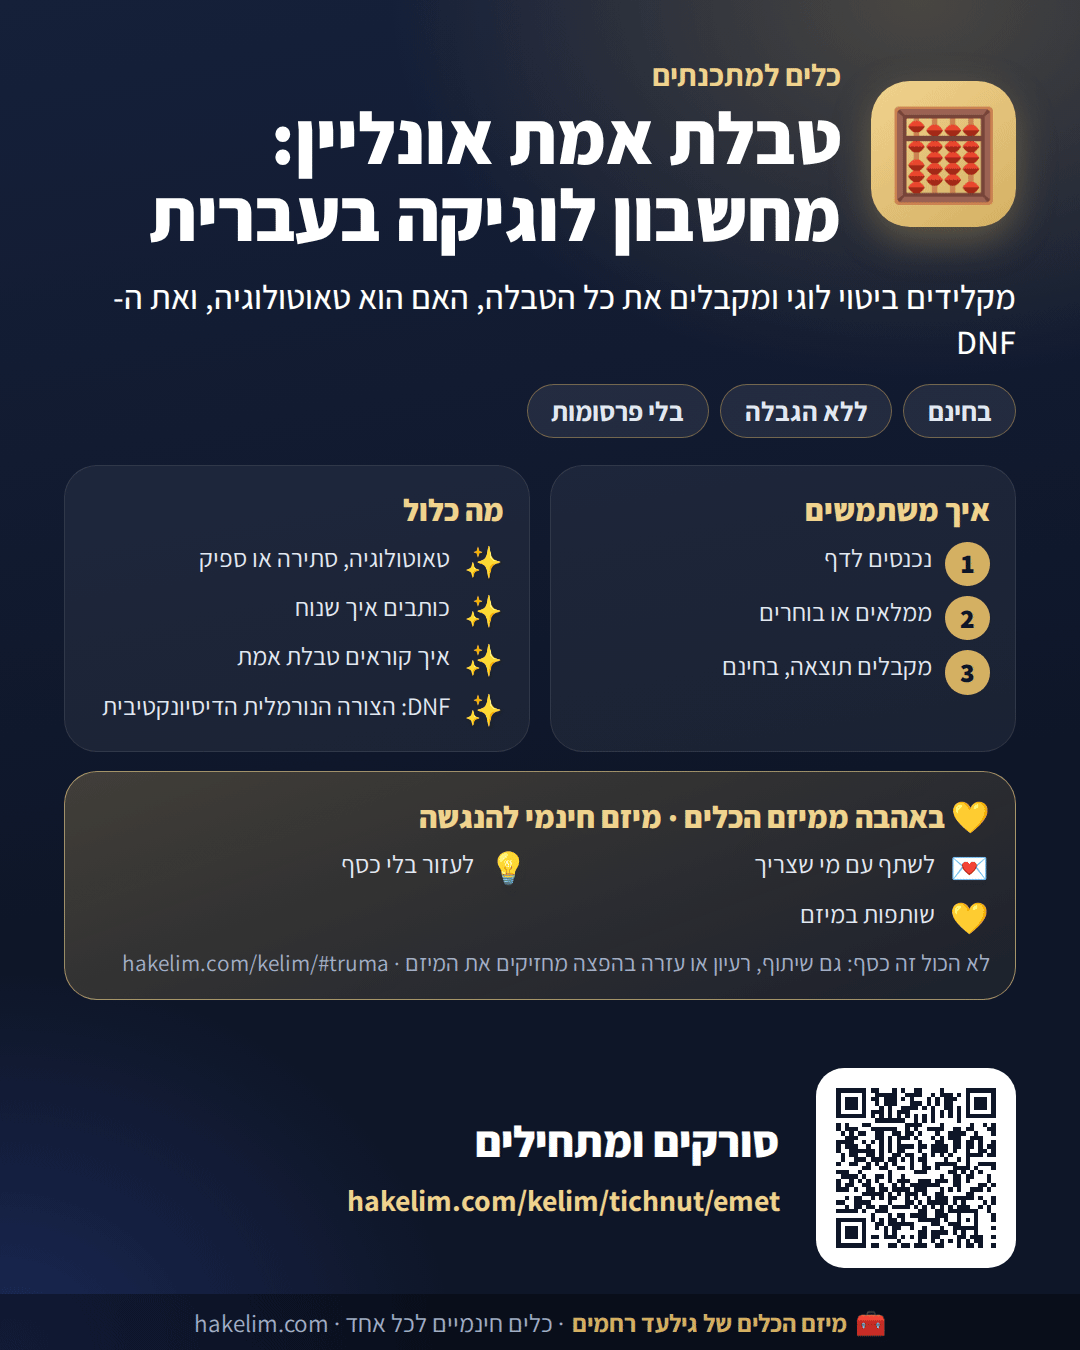 כלים למתכנתים
טבלת אמת אונליין:
מחשבון לוגיקה בעברית
מקלידים ביטוי לוגי ומקבלים את כל הטבלה, האם הוא טאוטולוגיה, ואת ה-
DNF
בחינם
ללא הגבלה
בלי פרסומות
איך משתמשים
1 נכנסים לדף
2 ממלאים או בוחרים
3 מקבלים תוצאה, בחינם
מה כלול
טאוטולוגיה, סתירה או ספיק
כותבים איך שנוח
איך קוראים טבלת אמת
DNF: הצורה הנורמלית הדיסיונקטיבית
באהבה ממיזם הכלים · מיזם חינמי להנגשה
לשתף עם מי שצריך
לעזור בלי כסף
שותפות במיזם
לא הכול זה כסף: גם שיתוף, רעיון או עזרה בהפצה מחזיקים את המיזם · hakelim.com/kelim/#truma
סורקים ומתחילים
hakelim.com/kelim/tichnut/emet
מיזם הכלים של גילעד רחמים · כלים חינמיים לכל אחד · hakelim.com